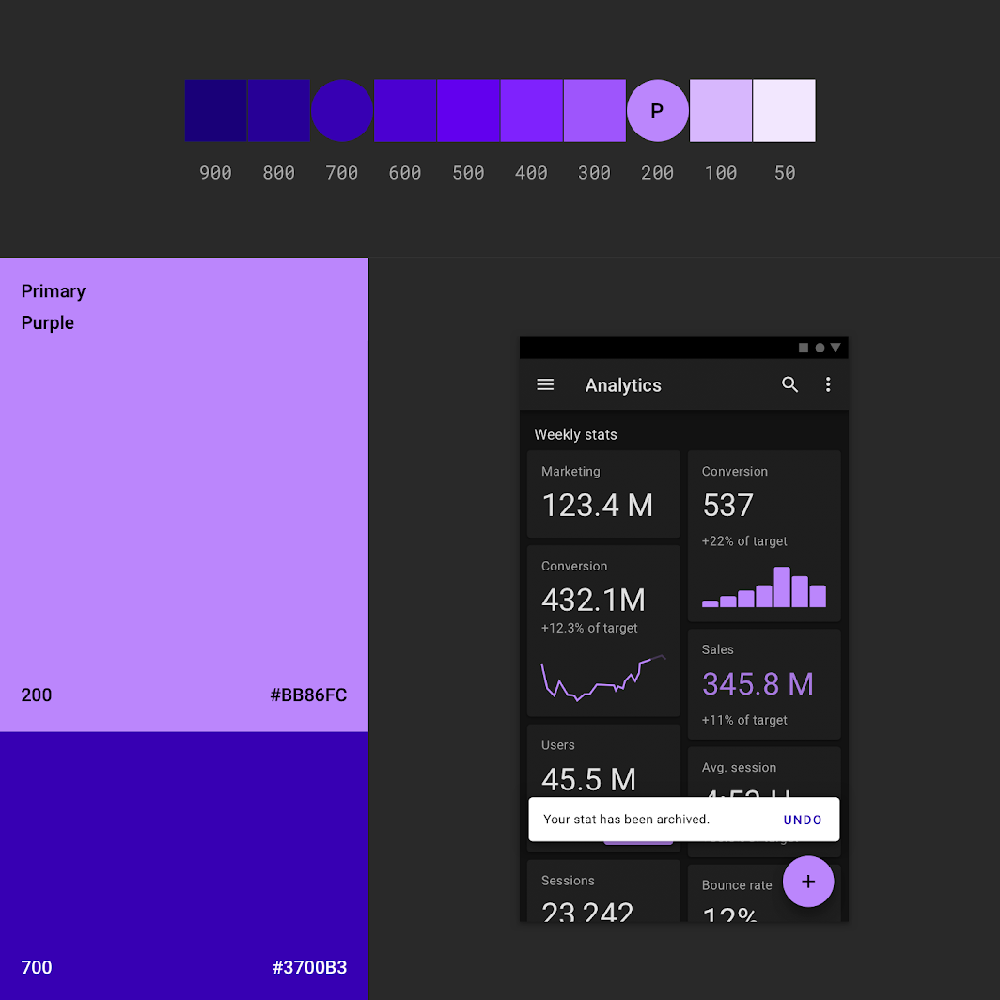 P
900 800 700 600 500 400 300 200 100 50
Primary
Purple
200 #BB86FC
700 #3700B3
Analytics
Weekly stats
Marketing
123.4 M
Conversion
432.1M
+12.3% of target
Users
45.5 M
Conversion
537
+22% of target
Sales
345.8 M
+11% of target
Avg. session
Your stat has been archived. UNDO
Sessions
23 242
Bounce rate
12%
+